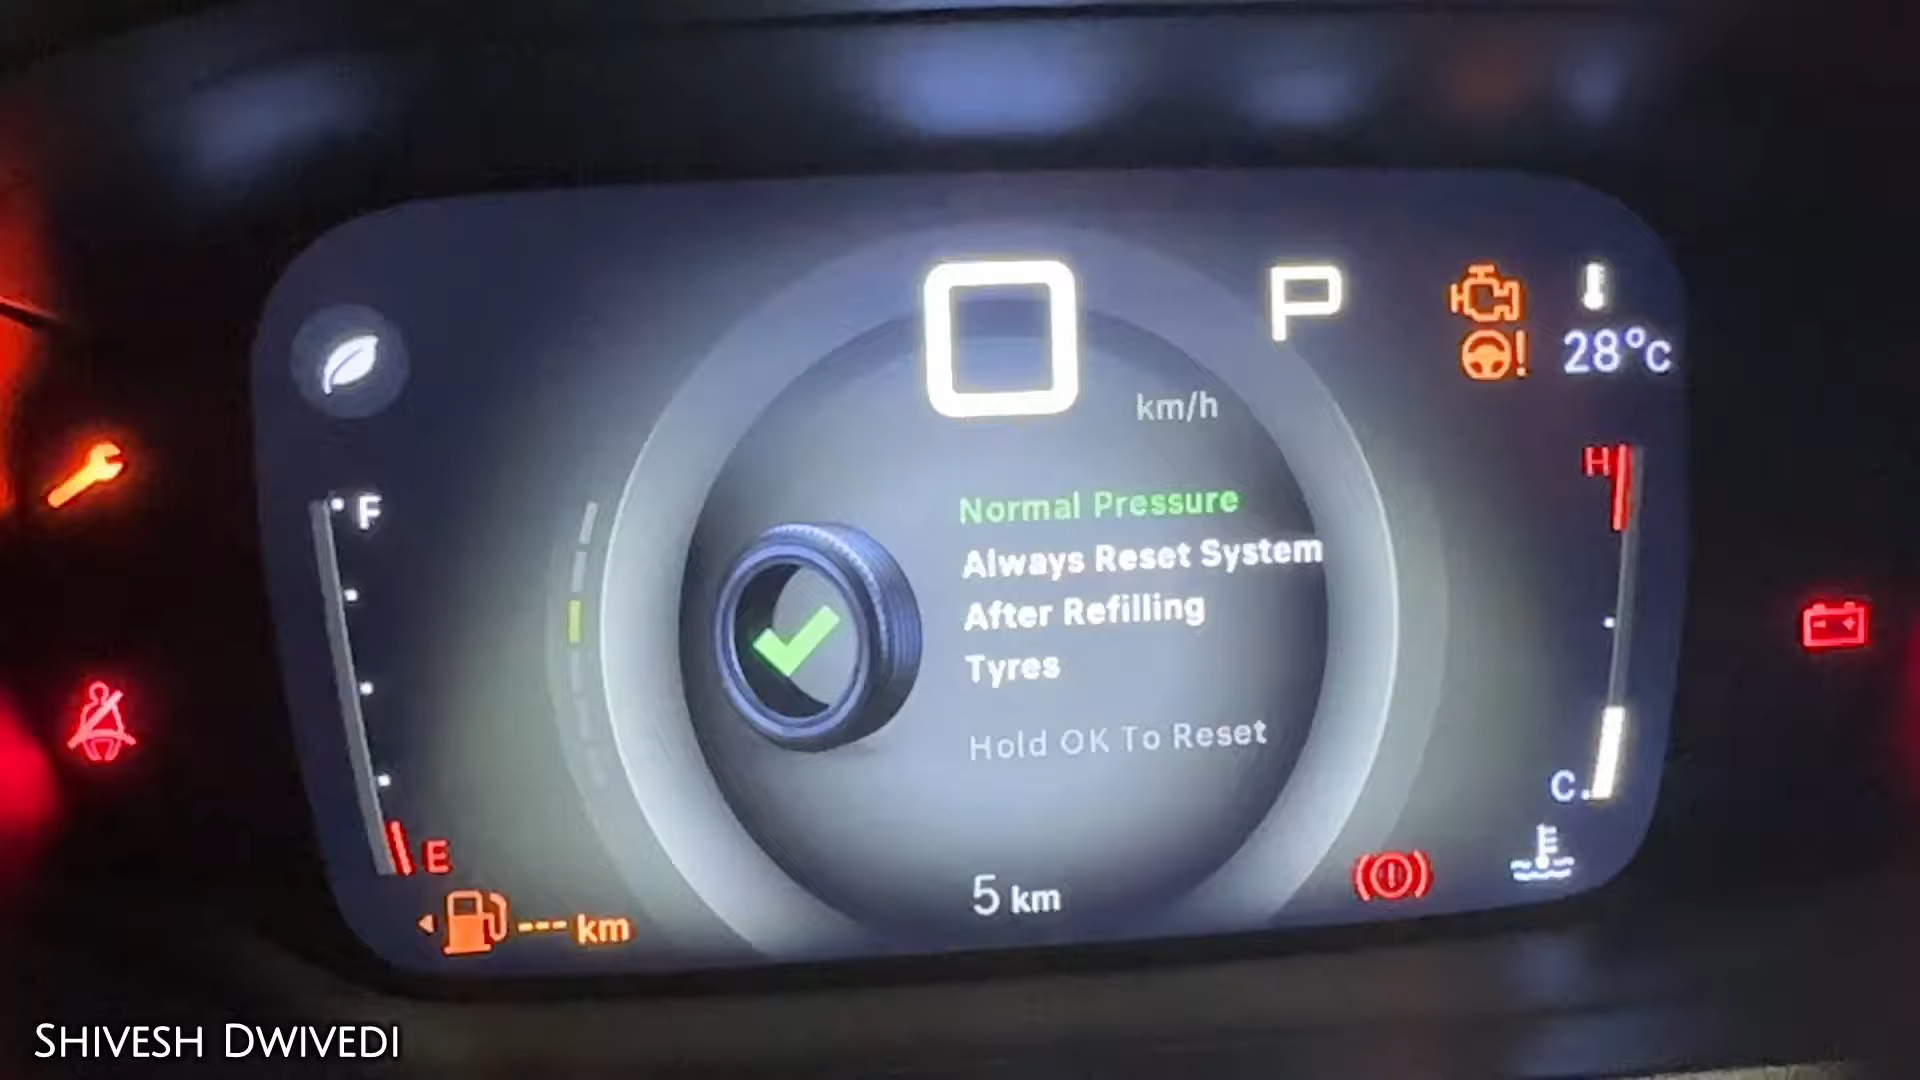 0
P
km/h
28°C
F
H
Normal Pressure
Always Reset System
After Refilling
Tyres
Hold OK To Reset
C
E
--- km
5 km
SHIVESH DWIVEDI